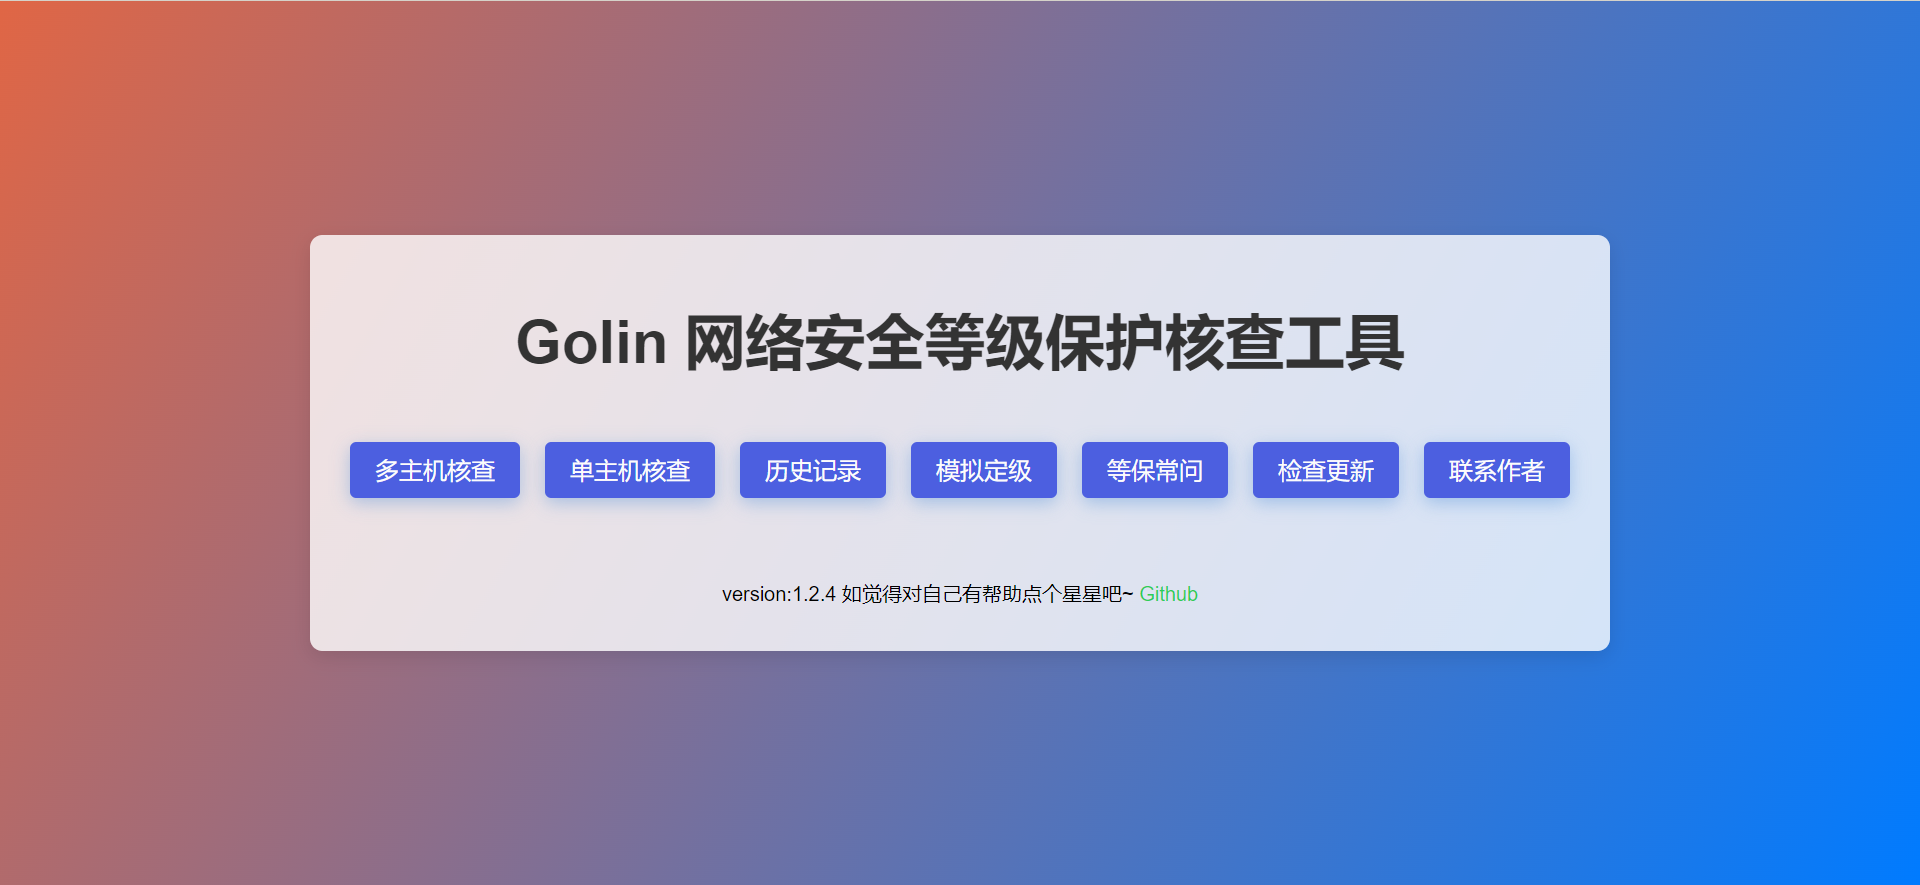 Golin 网络安全等级保护核查工具
多主机核查 单主机核查 历史记录 模拟定级 等保常问 检查更新 联系作者
version:1.2.4 如觉得对自己有帮助点个星星吧~ Github